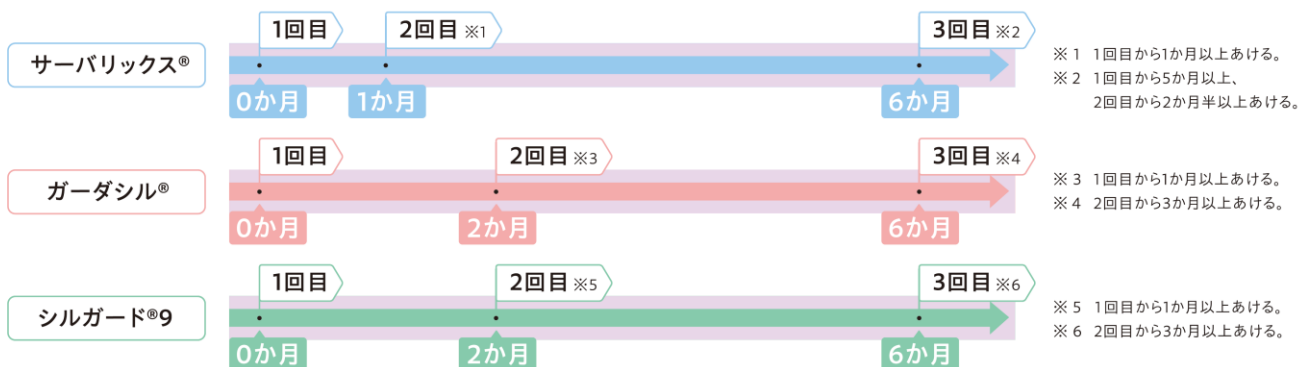 1回目
2回目 ※1
3回目 ※2
サーバリックス®
0か月
1か月
6か月
※1 1回目から1か月以上あける。
※2 1回目から5か月以上、
2回目から2か月半以上あける。
1回目
2回目 ※3
3回目 ※4
ガーダシル®
0か月
2か月
6か月
※3 1回目から1か月以上あける。
※4 2回目から3か月以上あける。
1回目
2回目 ※5
3回目 ※6
シルガード®9
0か月
2か月
6か月
※5 1回目から1か月以上あける。
※6 2回目から3か月以上あける。